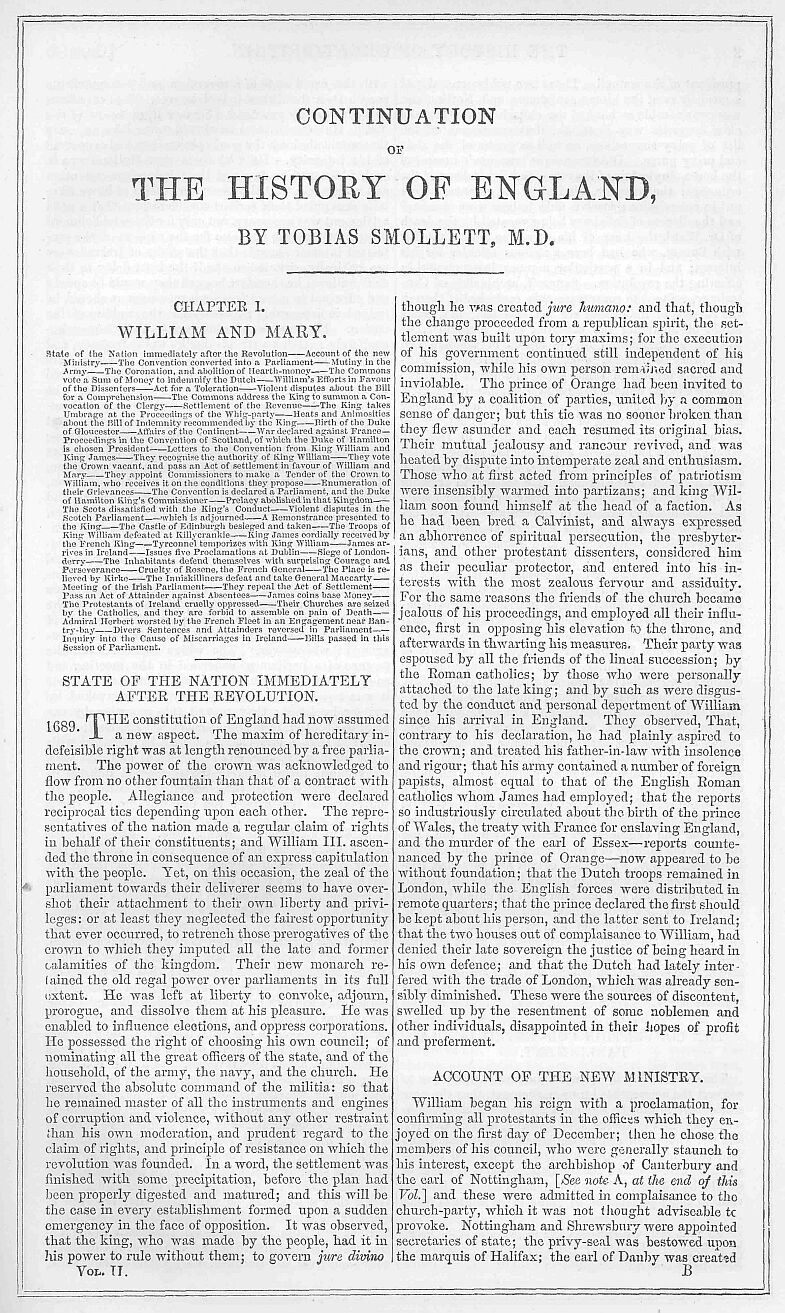 CONTINUATION
OF
THE HISTORY OF ENGLAND,
BY TOBIAS SMOLLETT, M.D.
CHAPTER I.
WILLIAM AND MARY.
State of the Nation immediately after the Revolution——Account of the new
Ministry——The Convention converted into a Parliament——Mutiny in the
Army——The Coronation, and abolition of Hearth-money——The Commons
vote a Sum of Money to indemnify the Dutch——William's Efforts in Favour
of the Dissenters——Act for a Toleration——Violent disputes about the Bill
for a Comprehension——The Commons address the King to summon a Con-
vocation of the Clergy——Settlement of the Revenue——The King takes
Umbrage at the Proceedings of the Whig-party——Heats and Animosities
about the Bill of Indemnity recommended by the King——Birth of the Duke
of Gloucester——Affairs of the Continent——War declared against France—
Proceedings in the Convention of Scotland, of which the Duke of Hamilton
is chosen President——Letters to the Convention from King William and
King James——They recognise the authority of King William——They vote
the Crown vacant, and pass an Act of settlement in favour of William and
Mary——They appoint Commissioners to make a Tender of the Crown to
William, who receives it on the conditions they propose——Enumeration of
their Grievances——The Convention is declared a Parliament, and the Duke
of Hamilton King's Commissioner——Prelacy abolished in that Kingdom——
The Scots dissatisfied with the King's Conduct——Violent disputes in the
Scotch Parliament——which is adjourned——A Remonstrance presented to
the King——The Castle of Edinburgh besieged and taken——The Troops of
King William defeated at Killycrankie——King James cordially received by
the French King——Tyrconnel temporizes with King William——James ar-
rives in Ireland——Issues five Proclamations at Dublin——Siege of London-
derry——The Inhabitants defend themselves with surprising Courage and
Perseverance——Cruelty of Rosene, the French General——The Place is re-
lieved by Kirke——The Inniskilliners defeat and take General Maccarty——
Meeting of the Irish Parliament——They repeal the Act of Settlement——
Pass an Act of Attainder against Absentees——James coins base Money——
The Protestants of Ireland cruelly oppressed——Their Churches are seized
by the Catholics, and they are forbid to assemble on pain of Death——
Admiral Herbert worsted by the French Fleet in an Engagement near Ban-
try-bay——Divers Sentences and Attainders reversed in Parliament——
Inquiry into the Cause of Miscarriages in Ireland——Bills passed in this
Session of Parliament.
STATE OF THE NATION IMMEDIATELY
AFTER THE REVOLUTION.
1689. THE constitution of England had now assumed
a new aspect. The maxim of hereditary in-
defeisible right was at length renounced by a free parlia-
ment. The power of the crown was acknowledged to
flow from no other fountain than that of a contract with
the people. Allegiance and protection were declared
reciprocal ties depending upon each other. The repre-
sentatives of the nation made a regular claim of rights
in behalf of their constituents; and William III. ascen-
ded the throne in consequence of an express capitulation
with the people. Yet, on this occasion, the zeal of the
parliament towards their deliverer seems to have over-
shot their attachment to their own liberty and privi-
leges: or at least they neglected the fairest opportunity
that ever occurred, to retrench those prerogatives of the
crown to which they imputed all the late and former
calamities of the kingdom. Their new monarch re-
tained the old regal power over parliaments in its full
extent. He was left at liberty to convoke, adjourn,
prorogue, and dissolve them at his pleasure. He was
enabled to influence elections, and oppress corporations.
He possessed the right of choosing his own council; of
nominating all the great officers of the state, and of the
household, of the army, the navy, and the church. He
reserved the absolute command of the militia: so that
he remained master of all the instruments and engines
of corruption and violence, without any other restraint
than his own moderation, and prudent regard to the
claim of rights, and principle of resistance on which the
revolution was founded. In a word, the settlement was
finished with some precipitation, before the plan had
been properly digested and matured; and this will be
the case in every establishment formed upon a sudden
emergency in the face of opposition. It was observed,
that the king, who was made by the people, had it in
his power to rule without them; to govern jure divino
VOL. II.
though he was created jure humano: and that, though
the change proceeded from a republican spirit, the set-
tlement was built upon tory maxims; for the execution
of his government continued still independent of his
commission, while his own person remained sacred and
inviolable. The prince of Orange had been invited to
England by a coalition of parties, united by a common
sense of danger; but this tie was no sooner broken than
they flew asunder and each resumed its original bias.
Their mutual jealousy and rancour revived, and was
heated by dispute into intemperate zeal and enthusiasm.
Those who at first acted from principles of patriotism
were insensibly warmed into partizans; and king Wil-
liam soon found himself at the head of a faction. As
he had been bred a Calvinist, and always expressed
an abhorrence of spiritual persecution, the presbyter-
ians, and other protestant dissenters, considered him
as their peculiar protector, and entered into his in-
terests with the most zealous fervour and assiduity.
For the same reasons the friends of the church became
jealous of his proceedings, and employed all their influ-
ence, first in opposing his elevation to the throne, and
afterwards in thwarting his measures. Their party was
espoused by all the friends of the lineal succession; by
the Roman catholics; by those who were personally
attached to the late king; and by such as were disgus-
ted by the conduct and personal deportment of William
since his arrival in England. They observed, That,
contrary to his declaration, he had plainly aspired to
the crown; and treated his father-in-law with insolence
and rigour; that his army contained a number of foreign
papists, almost equal to that of the English Roman
catholics whom James had employed; that the reports
so industriously circulated about the birth of the prince
of Wales, the treaty with France for enslaving England,
and the murder of the earl of Essex—reports counte-
nanced by the prince of Orange—now appeared to be
without foundation; that the Dutch troops remained in
London, while the English forces were distributed in
remote quarters; that the prince declared the first should
be kept about his person, and the latter sent to Ireland;
that the two houses out of complaisance to William, had
denied their late sovereign the justice of being heard in
his own defence; and that the Dutch had lately inter-
fered with the trade of London, which was already sen-
sibly diminished. These were the sources of discontent,
swelled up by the resentment of some noblemen and
other individuals, disappointed in their hopes of profit
and preferment.
ACCOUNT OF THE NEW MINISTRY.
William began his reign with a proclamation, for
confirming all protestants in the offices which they en-
joyed on the first day of December; then he chose the
members of his council, who were generally staunch to
his interest, except the archbishop of Canterbury and
the earl of Nottingham, [See note A, at the end of this
Vol.] and these were admitted in complaisance to the
church-party, which it was not thought adviseable to
provoke. Nottingham and Shrewsbury were appointed
secretaries of state; the privy-seal was bestowed upon
the marquis of Halifax; the earl of Danby was created
B